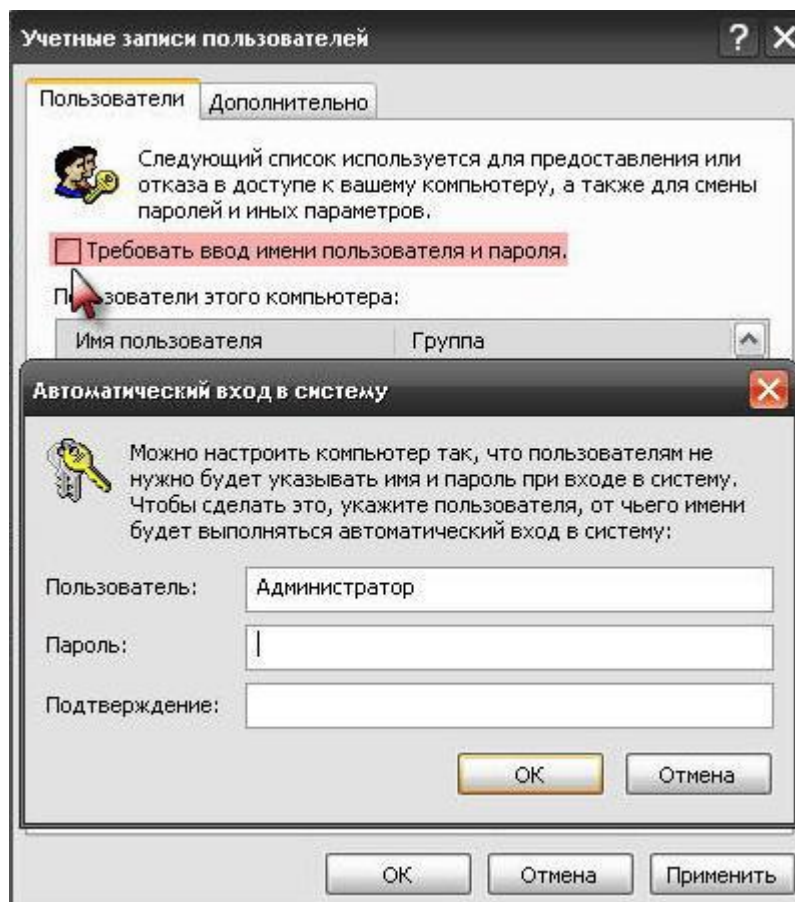 Учетные записи пользователей
Пользователи Дополнительно
Следующий список используется для предоставления или
отказа в доступе к вашему компьютеру, а также для смены
паролей и иных параметров.
Требовать ввод имени пользователя и пароля.
Пользователи этого компьютера:
Имя пользователя Группа
Автоматический вход в систему
Можно настроить компьютер так, что пользователям не
нужно будет указывать имя и пароль при входе в систему.
Чтобы сделать это, укажите пользователя, от чьего имени
будет выполняться автоматический вход в систему:
Пользователь: Администратор
Пароль:
Подтверждение:
ОК Отмена
ОК Отмена Применить